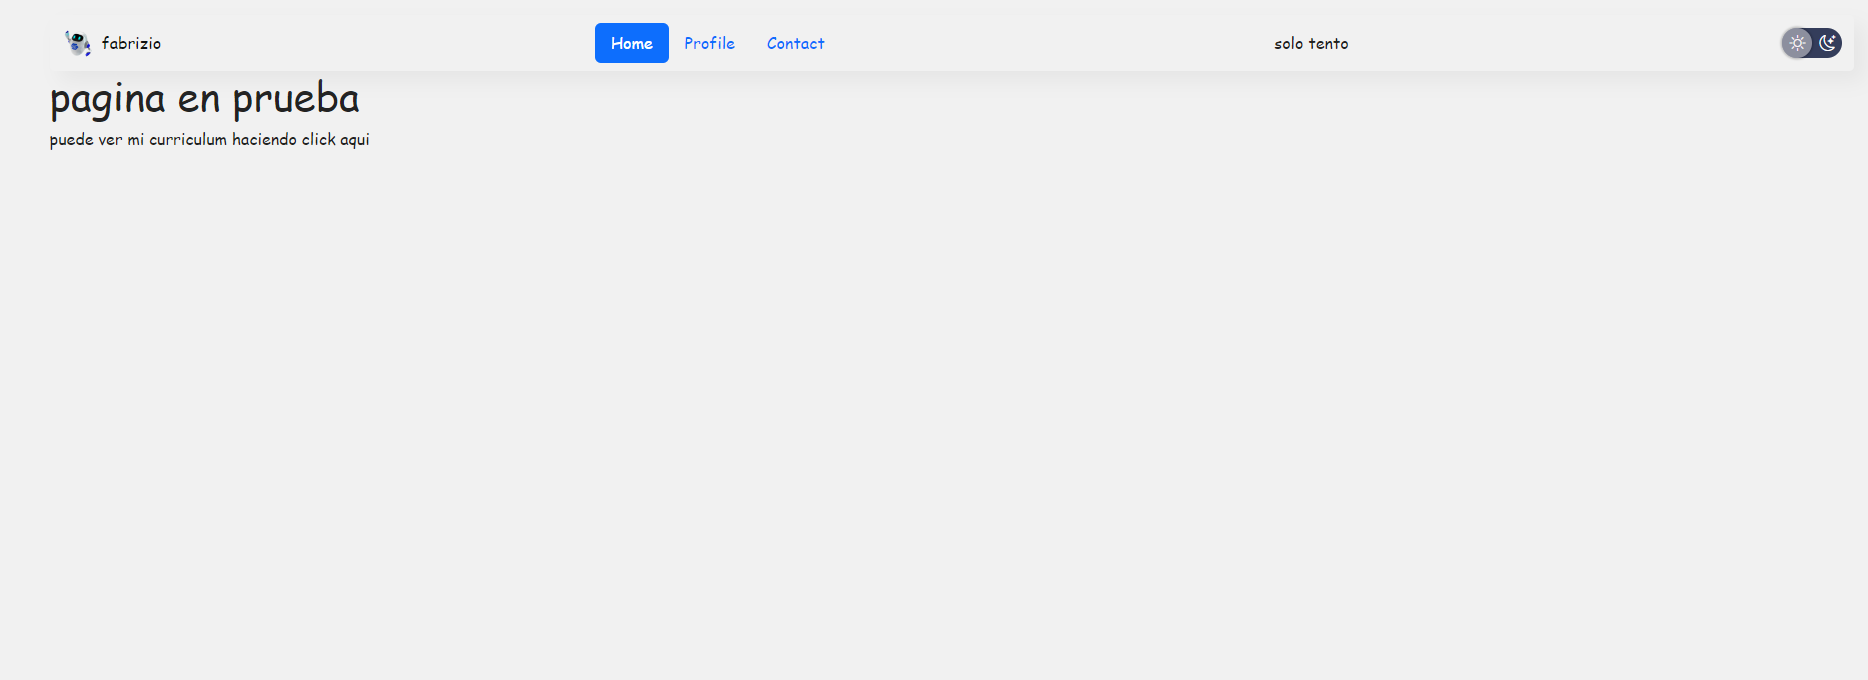 fabrizio Home Profile Contact solo tento
pagina en prueba
puede ver mi curriculum haciendo click aqui